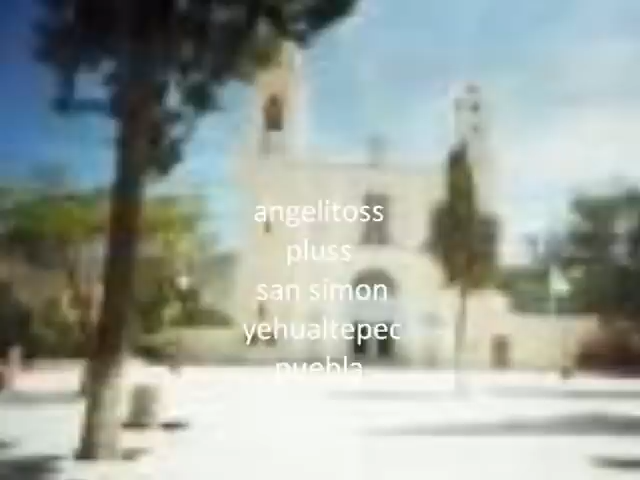 angelitoss
pluss
san simon
yehualtepec
puebla